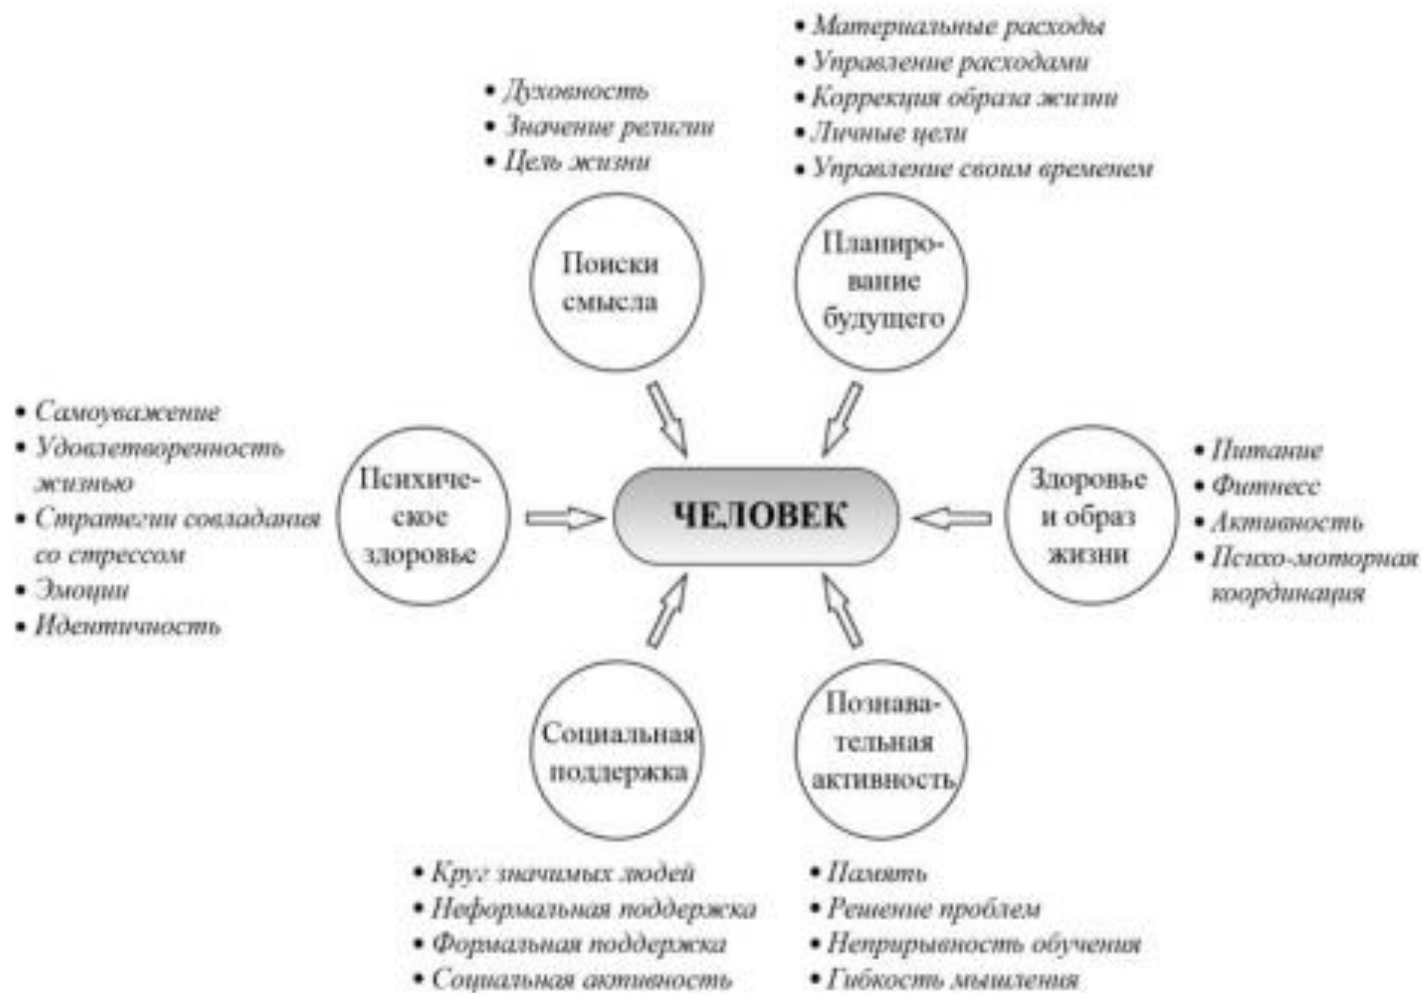 • Материальные расходы
• Управление расходами
• Коррекция образа жизни
• Личные цели
• Управление своим временем
• Духовность
• Значение религии
• Цель жизни
Поиски
смысла
Планиро-
вание
будущего
• Самоуважение
• Удовлетворенность
жизнью
• Стратегии совладания
со стрессом
• Эмоции
• Идентичность
Психиче-
ское
здоровье
ЧЕЛОВЕК
Здоровье
и образ
жизни
• Питание
• Фитнесс
• Активность
• Психо-моторная
координация
Социальная
поддержка
Познава-
тельная
активность
• Круг значимых людей
• Неформальная поддержка
• Формальная поддержка
• Социальная активность
• Память
• Решение проблем
• Неприрывность обучения
• Гибкость мышления